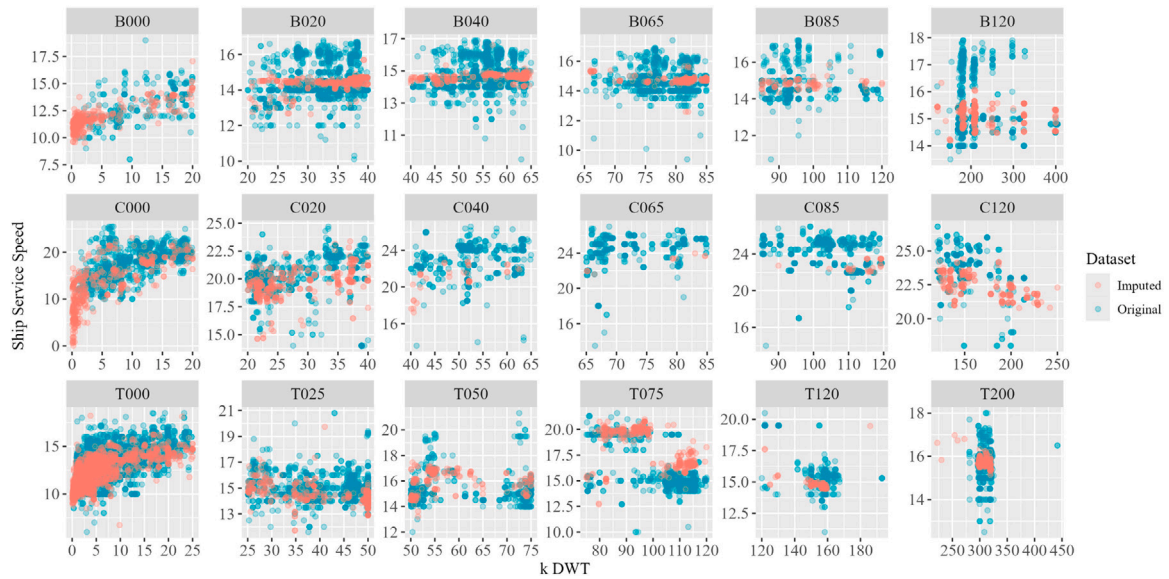 B000 B020 B040 B065 B085 B120
17.5 15.0 12.5 10.0 7.5
16 14 12 10
17 15 13 11
16 14 12 10
16 14 12
18 17 16 15 14
0 5 10 15 20
20 25 30 35 40
40 45 50 55 60 65
65 70 75 80 85
90 100 110 120
200 300 400
C000 C020 C040 C065 C085 C120
20 10 0
25.0 22.5 20.0 17.5 15.0
24 20 16
24 20 16
26 22 18 14
25.0 22.5 20.0
0 5 10 15 20
20 25 30 35 40
40 45 50 55 60 65
65 70 75 80 85
90 100 110 120
100 150 200 250
T000 T025 T050 T075 T120 T200
15 10
21 19 17 15 13
20 18 16 14 12
20.0 17.5 15.0 12.5 10.0
20.0 17.5 15.0 12.5
18 16 14
0 5 10 15 20 25
25 30 35 40 45 50
50 55 60 65 70 75
80 90 100 110 120
120 140 160 180
250 300 350 400 450
Ship Service Speed
k DWT
Dataset
Imputed
Original